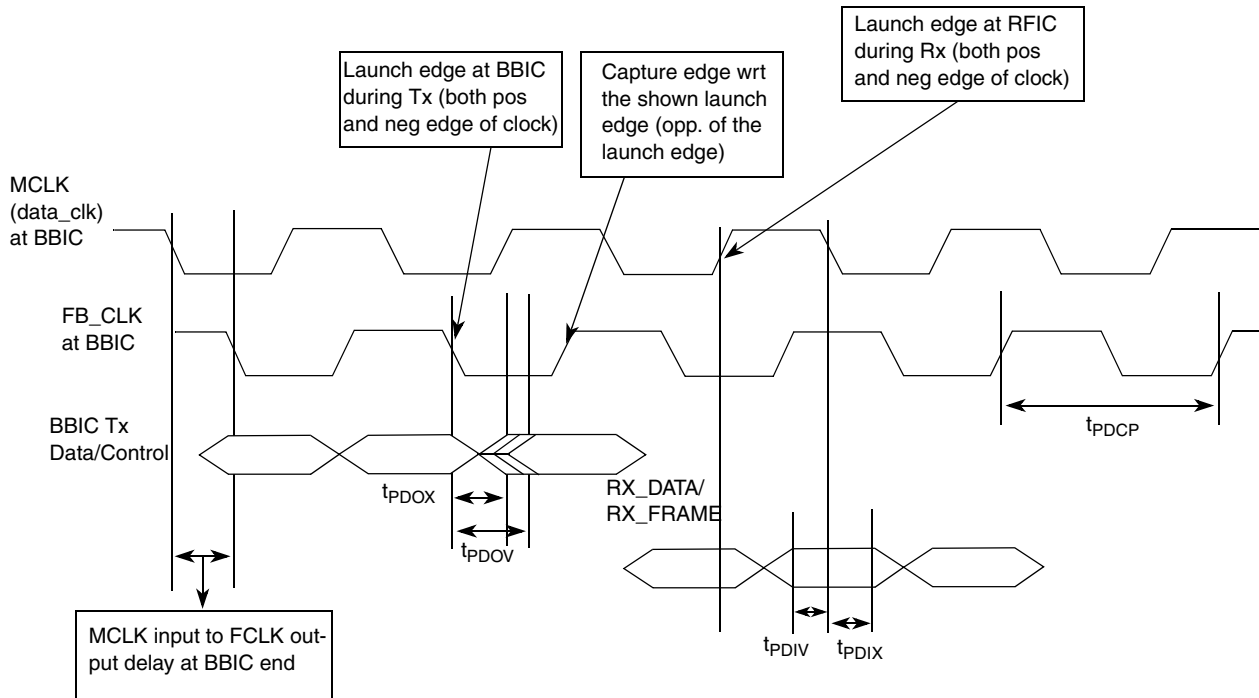 Launch edge at RFIC
during Rx (both pos
and neg edge of clock)
Launch edge at BBIC
during Tx (both pos
and neg edge of clock)
Capture edge wrt
the shown launch
edge (opp. of the
launch edge)
MCLK
(data_clk)
at BBIC
FB_CLK
at BBIC
tPDCP
BBIC Tx
Data/Control
tPDOX
tPDOV
RX_DATA/
RX_FRAME
tPDIV
tPDIX
MCLK input to FCLK out-
put delay at BBIC end